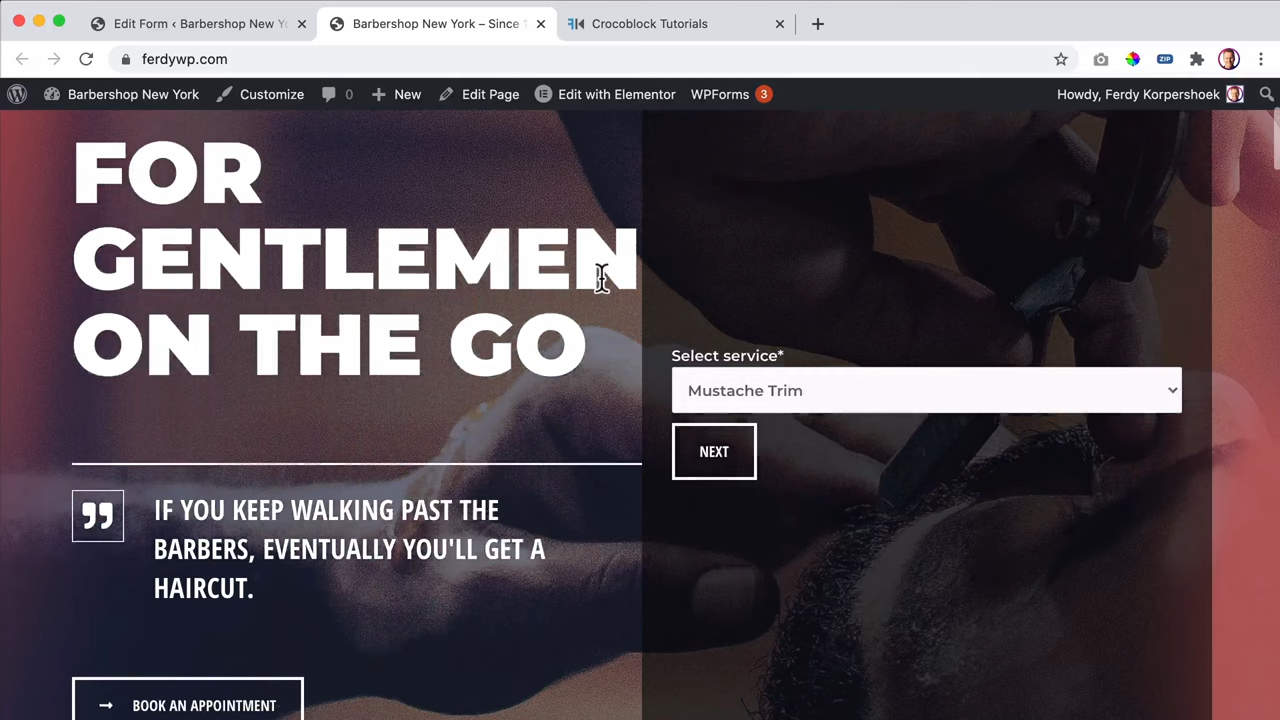 Edit Form ‹ Barbershop New Yo
Barbershop New York – Since
Crocoblock Tutorials
ferdywp.com
ZIP
Barbershop New York
Customize
0
New
Edit Page
Edit with Elementor
WPForms 3
Howdy, Ferdy Korpershoek
FOR
GENTLEMEN
ON THE GO
Select service*
Mustache Trim
NEXT
IF YOU KEEP WALKING PAST THE
BARBERS, EVENTUALLY YOU'LL GET A
HAIRCUT.
BOOK AN APPOINTMENT